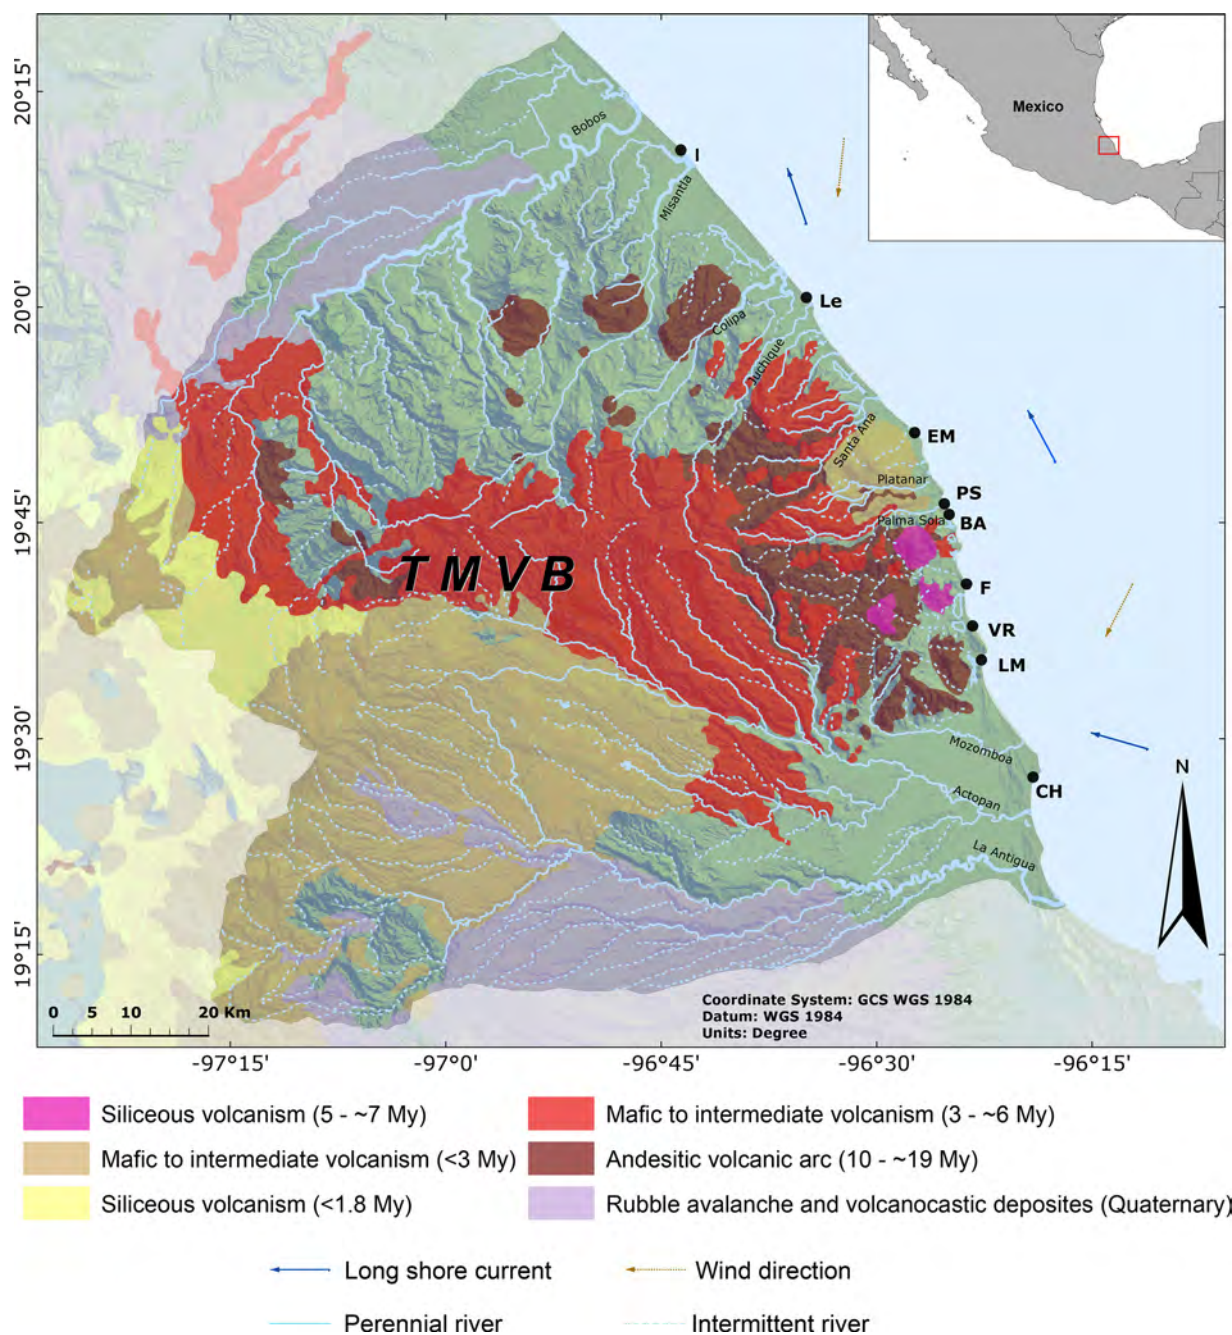 Mexico
20°15'
20°0'
19°45'
19°30'
19°15'
Bobos
I
Misantla
Le
Colipa
Juchique
Santa Ana
EM
Platanar
PS
Palma Sola
BA
TMVB
F
VR
LM
Mozomboa
CH
Actopan
La Antigua
N
0 5 10 20 Km
Coordinate System: GCS WGS 1984
Datum: WGS 1984
Units: Degree
-97°15' -97°0' -96°45' -96°30' -96°15'
Siliceous volcanism (5 - ~7 My)
Mafic to intermediate volcanism (3 - ~6 My)
Mafic to intermediate volcanism (<3 My)
Andesitic volcanic arc (10 - ~19 My)
Siliceous volcanism (<1.8 My)
Rubble avalanche and volcanocastic deposites (Quaternary)
Long shore current
Wind direction
Perennial river
Intermittent river